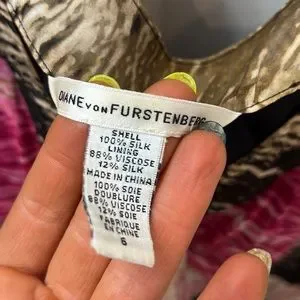 DIANE VON FURSTENBERG
SHELL
100% SILK
LINING
88% VISCOSE
12% SILK
MADE IN CHINA
100% SOIE
DOUBLURE
88% VISCOSE
12% SOIE
FABRIQUE
EN CHINE
6